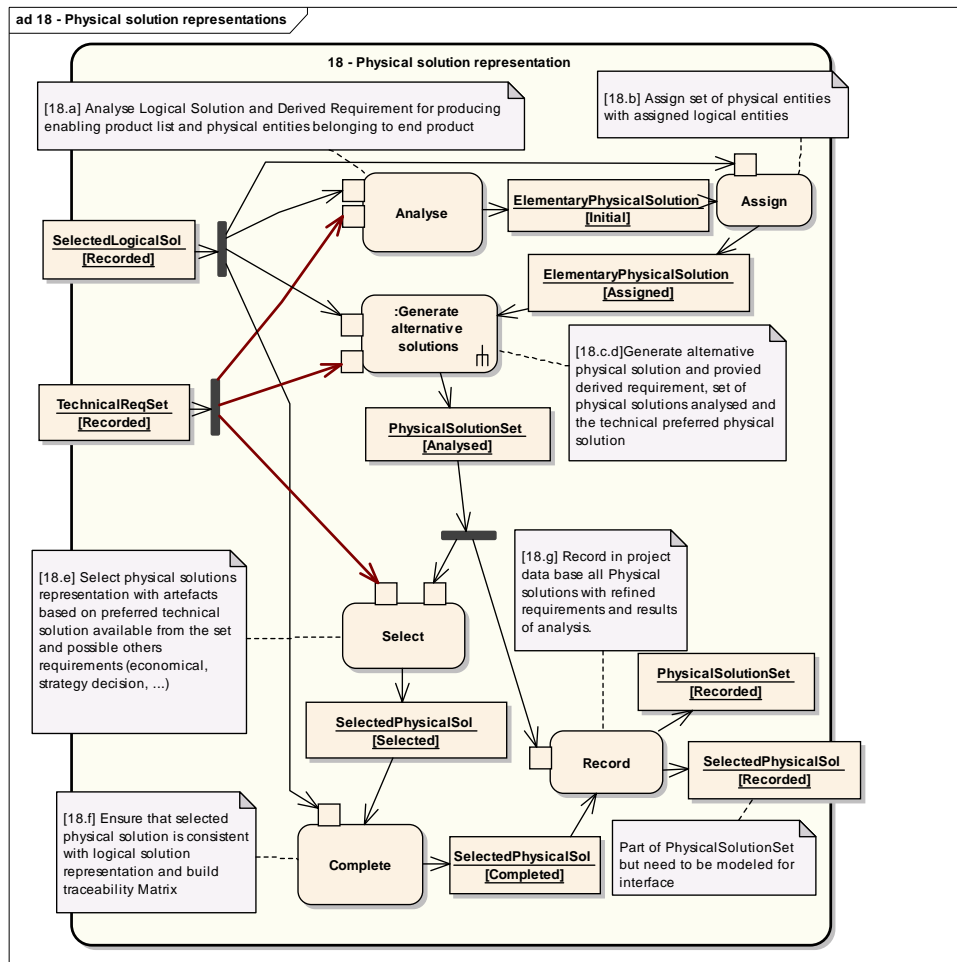 ad 18 - Physical solution representations
18 - Physical solution representation
[18.a] Analyse Logical Solution and Derived Requirement for producing
enabling product list and physical entities belonging to end product
[18.b] Assign set of physical entities
with assigned logical entities
Analyse
ElementaryPhysicalSolution
[Initial]
Assign
SelectedLogicalSol
[Recorded]
ElementaryPhysicalSolution
[Assigned]
:Generate
alternative
solutions
[18.c.d]Generate alternative
physical solution and provied
derived requirement, set of
physical solutions analysed and
the technical preferred physical
solution
TechnicalReqSet
[Recorded]
PhysicalSolutionSet
[Analysed]
[18.e] Select physical solutions
representation with artefacts
based on preferred technical
solution available from the set
and possible others
requirements (economical,
strategy decision, ...)
[18.g] Record in project
data base all Physical
solutions with refined
requirements and results
of analysis.
Select
PhysicalSolutionSet
[Recorded]
SelectedPhysicalSol
[Selected]
Record
SelectedPhysicalSol
[Recorded]
[18.f] Ensure that selected
physical solution is consistent
with logical solution
representation and build
traceability Matrix
Complete
SelectedPhysicalSol
[Completed]
Part of PhysicalSolutionSet
but need to be modeled for
interface